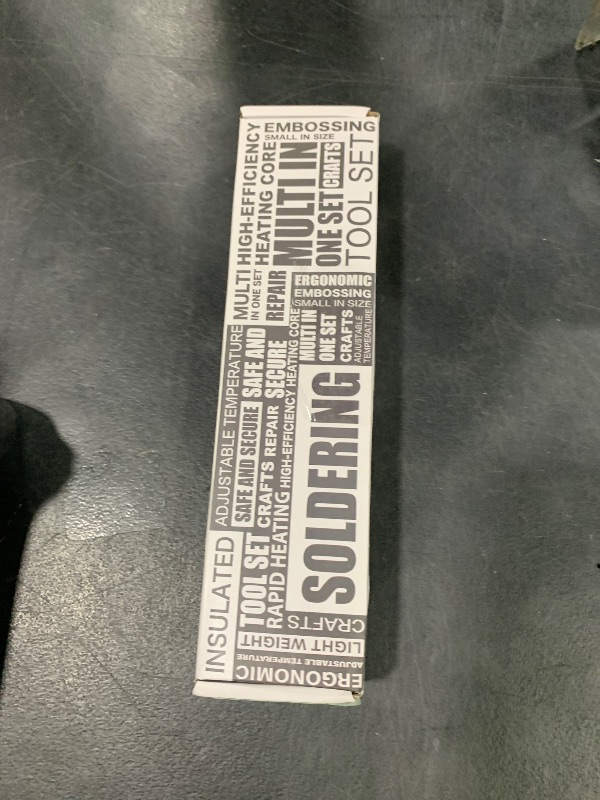 EMBOSSING
SMALL IN SIZE
MULTI HIGH-EFFICIENCY
IN ONE SET HEATING CORE
REPAIR MULTI IN
ONE SET CRAFTS
TOOL SET
ERGONOMIC
EMBOSSING
SMALL IN SIZE
MULTI IN
ONE SET
CRAFTS
ADJUSTABLE
TEMPERATURE
ADJUSTABLE TEMPERATURE
SAFE AND SECURE SAFE AND
CRAFTS REPAIR SECURE
HIGH-EFFICIENCY HEATING CORE
SOLDERING
INSULATED
TOOL SET
RAPID HEATING
CRAFTS
LIGHT WEIGHT
ADJUSTABLE TEMPERATURE
ERGONOMIC